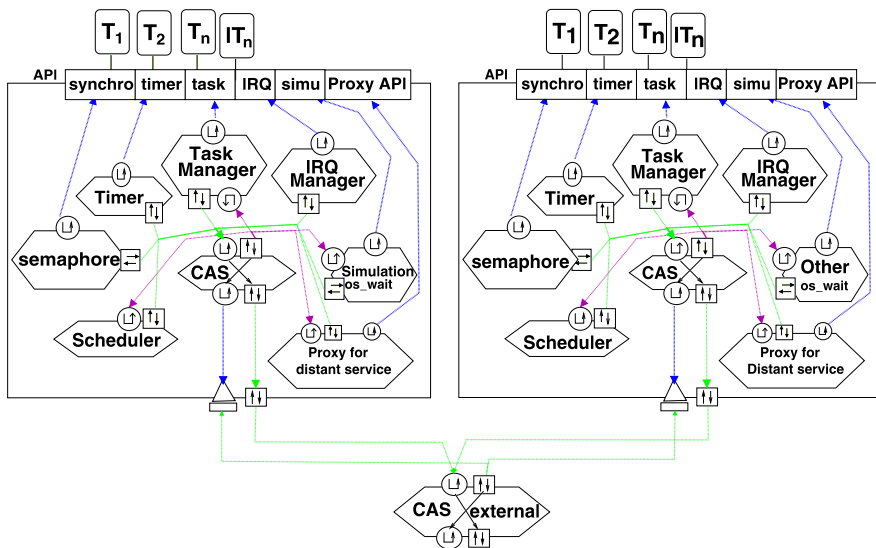 T1 T2 Tn ITn
API synchro timer task IRQ simu Proxy API
Task
Manager
IRQ
Manager
Timer
semaphore
CAS
Simulation
os_wait
Scheduler
Proxy for
distant service
T1 T2 Tn ITn
API synchro timer task IRQ simu Proxy API
Task
Manager
IRQ
Manager
Timer
semaphore
CAS
Other
os_wait
Scheduler
Proxy for
Distant service
CAS external